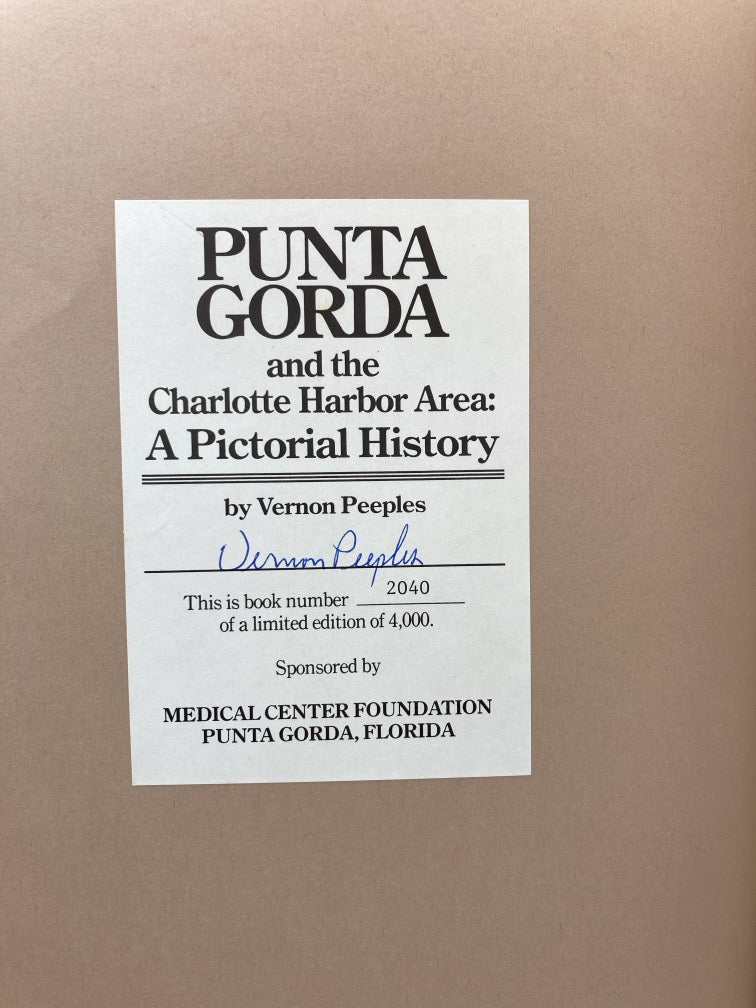 PUNTA
GORDA
and the
Charlotte Harbor Area:
A Pictorial History
by Vernon Peeples
Vernon Peeples
This is book number 2040
of a limited edition of 4,000.
Sponsored by
MEDICAL CENTER FOUNDATION
PUNTA GORDA, FLORIDA